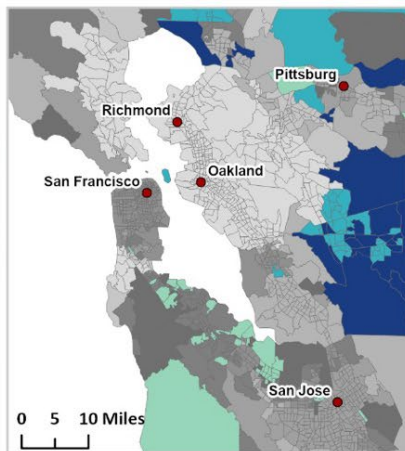 Pittsburg
Richmond
Oakland
San Francisco
San Jose
0 5 10 Miles